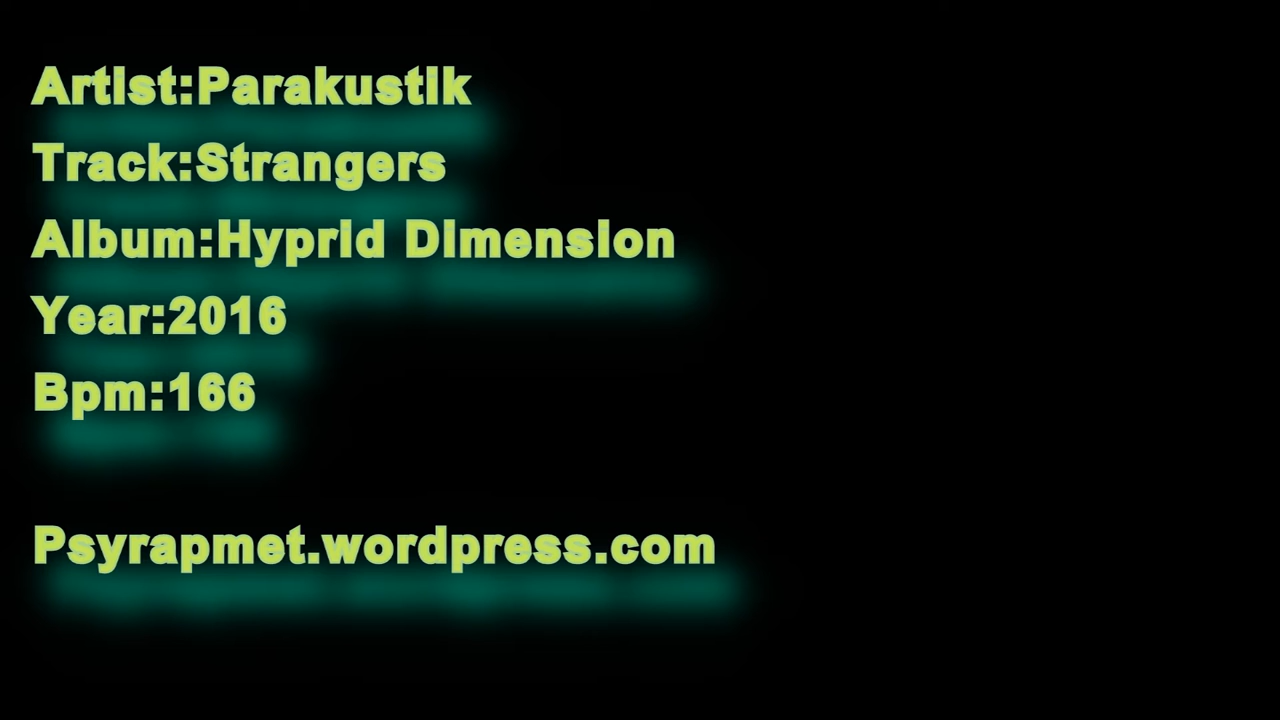 Artist:Parakustik
Track:Strangers
Album:Hyprid Dimension
Year:2016
Bpm:166
Psyrapmet.wordpress.com